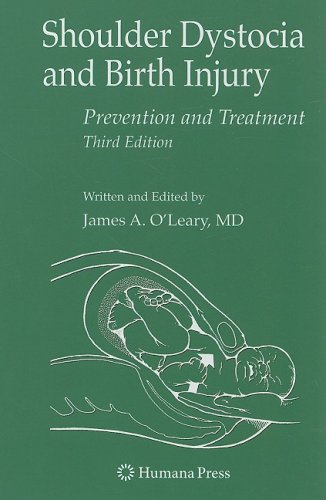 Shoulder Dystocia
and Birth Injury
Prevention and Treatment
Third Edition
Written and Edited by
James A. O'Leary, MD
Humana Press